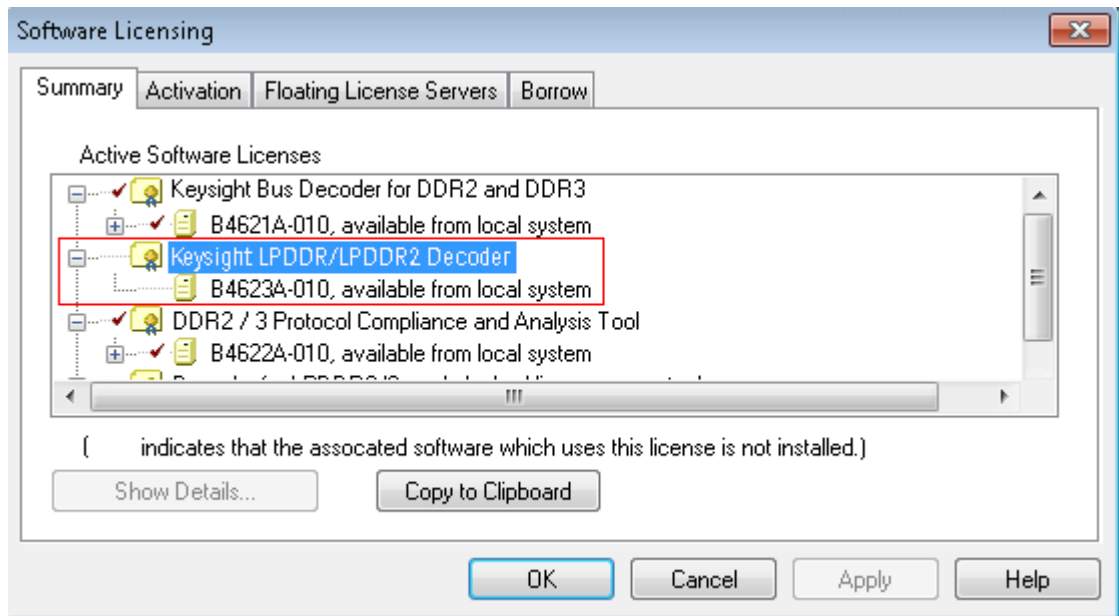 Software Licensing
Summary Activation Floating License Servers Borrow
Active Software Licenses
Keysight Bus Decoder for DDR2 and DDR3
B4621A-010, available from local system
Keysight LPDDR/LPDDR2 Decoder
B4623A-010, available from local system
DDR2 / 3 Protocol Compliance and Analysis Tool
B4622A-010, available from local system
( indicates that the assocated software which uses this license is not installed.)
Show Details... Copy to Clipboard
OK Cancel Apply Help